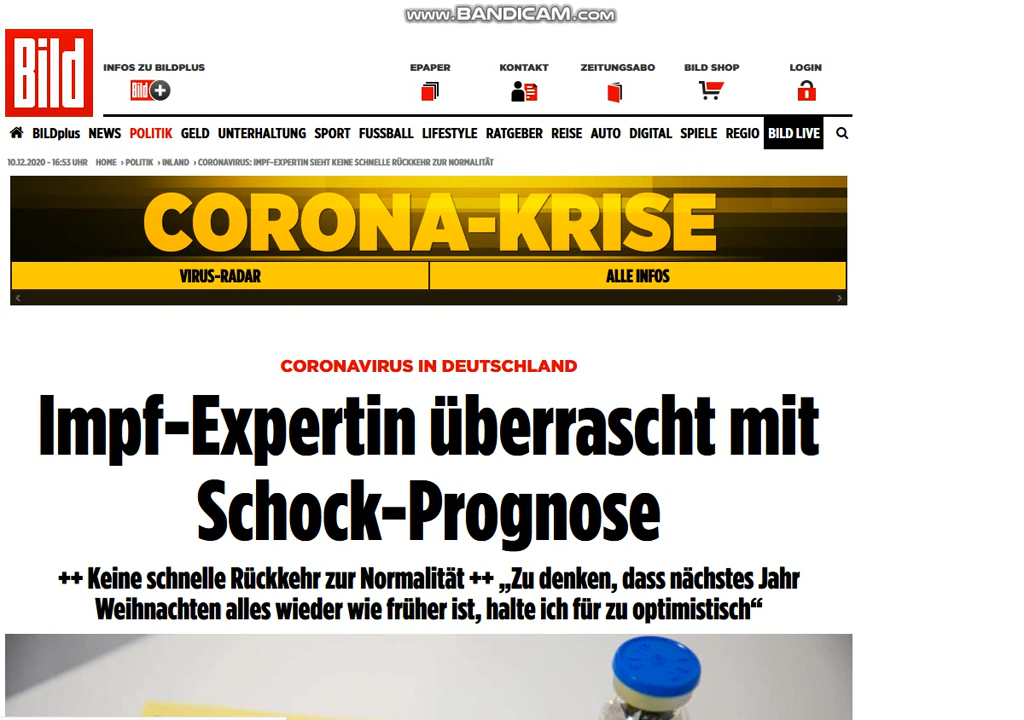 www.BANDICAM.com
Bild
INFOS ZU BILDPLUS
EPAPER
KONTAKT
ZEITUNGSABO
BILD SHOP
LOGIN
Bild +
BILDplus NEWS POLITIK GELD UNTERHALTUNG SPORT FUSSBALL LIFESTYLE RATGEBER REISE AUTO DIGITAL SPIELE REGIO BILD LIVE
10.12.2020 - 16:53 UHR HOME › POLITIK › INLAND › CORONAVIRUS: IMPF-EXPERTIN SIEHT KEINE SCHNELLE RÜCKKEHR ZUR NORMALITÄT
CORONA-KRISE
VIRUS-RADAR
ALLE INFOS
CORONAVIRUS IN DEUTSCHLAND
Impf-Expertin überrascht mit
Schock-Prognose
++ Keine schnelle Rückkehr zur Normalität ++ „Zu denken, dass nächstes Jahr
Weihnachten alles wieder wie früher ist, halte ich für zu optimistisch“